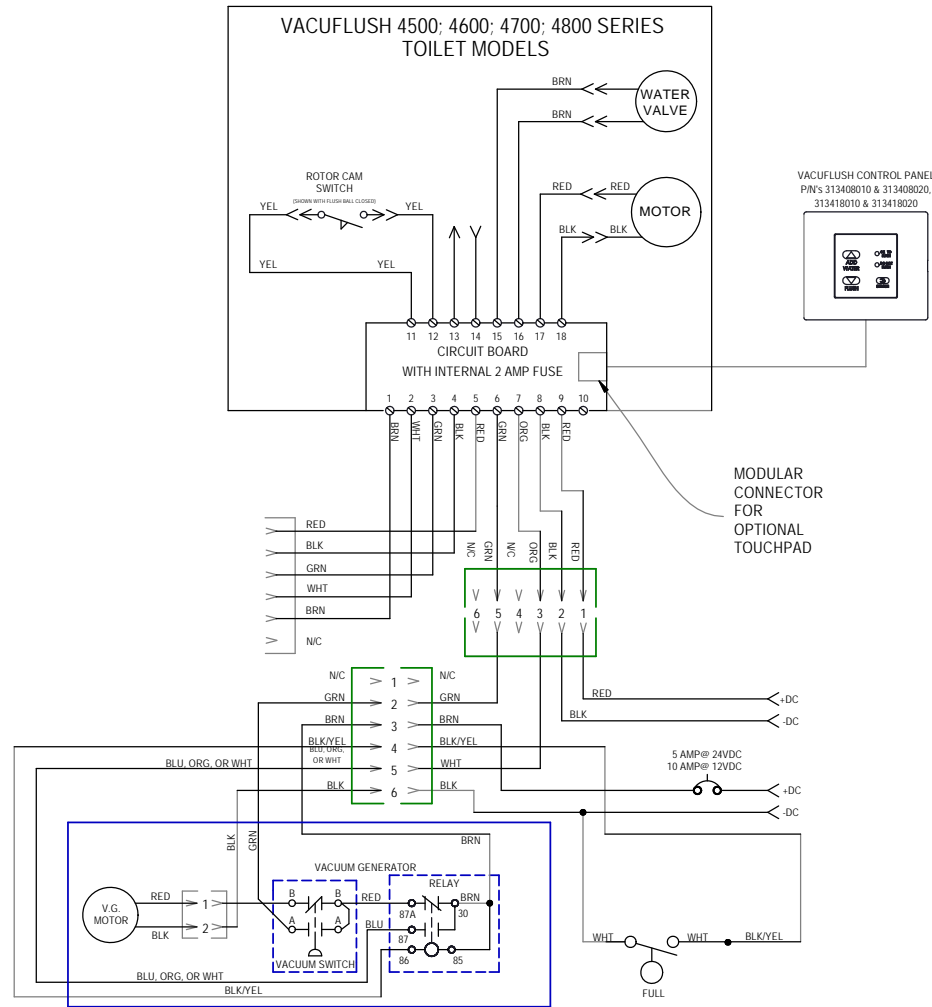 VACUFLUSH 4500; 4600; 4700; 4800 SERIES
TOILET MODELS
BRN
WATER
VALVE
BRN
ROTOR CAM
SWITCH
(SHOWN WITH FLUSH BALL CLOSED)
YEL
YEL
YEL
YEL
RED
RED
MOTOR
BLK
BLK
VACUFLUSH CONTROL PANEL
P/N's 313408010 & 313408020,
313418010 & 313418020
ADD
WATER
FLUSH
11 12 13 14 15 16 17 18
CIRCUIT BOARD
WITH INTERNAL 2 AMP FUSE
1 2 3 4 5 6 7 8 9 10
BRN
WHT
GRN
BLK
RED
GRN
ORG
BLK
RED
MODULAR
CONNECTOR
FOR
OPTIONAL
TOUCHPAD
RED
BLK
GRN
WHT
BRN
N/C
N/C
GRN
N/C
ORG
BLK
RED
6 5 4 3 2 1
N/C 1 N/C
GRN 2 GRN
BRN 3 BRN
BLK/YEL 4 BLK/YEL
BLU, ORG,
OR WHT
BLU, ORG, OR WHT 5 WHT
BLK 6 BLK
RED
+DC
BLK
-DC
5 AMP@ 24VDC
10 AMP@ 12VDC
+DC
-DC
BLK
GRN
BRN
VACUUM GENERATOR
RELAY
V.G.
MOTOR
RED
1
BLK
2
B
B
A
A
VACUUM SWITCH
RED
BLU
87A
BRN
30
87
86
85
BLU, ORG, OR WHT
BLK/YEL
WHT
WHT
BLK/YEL
FULL